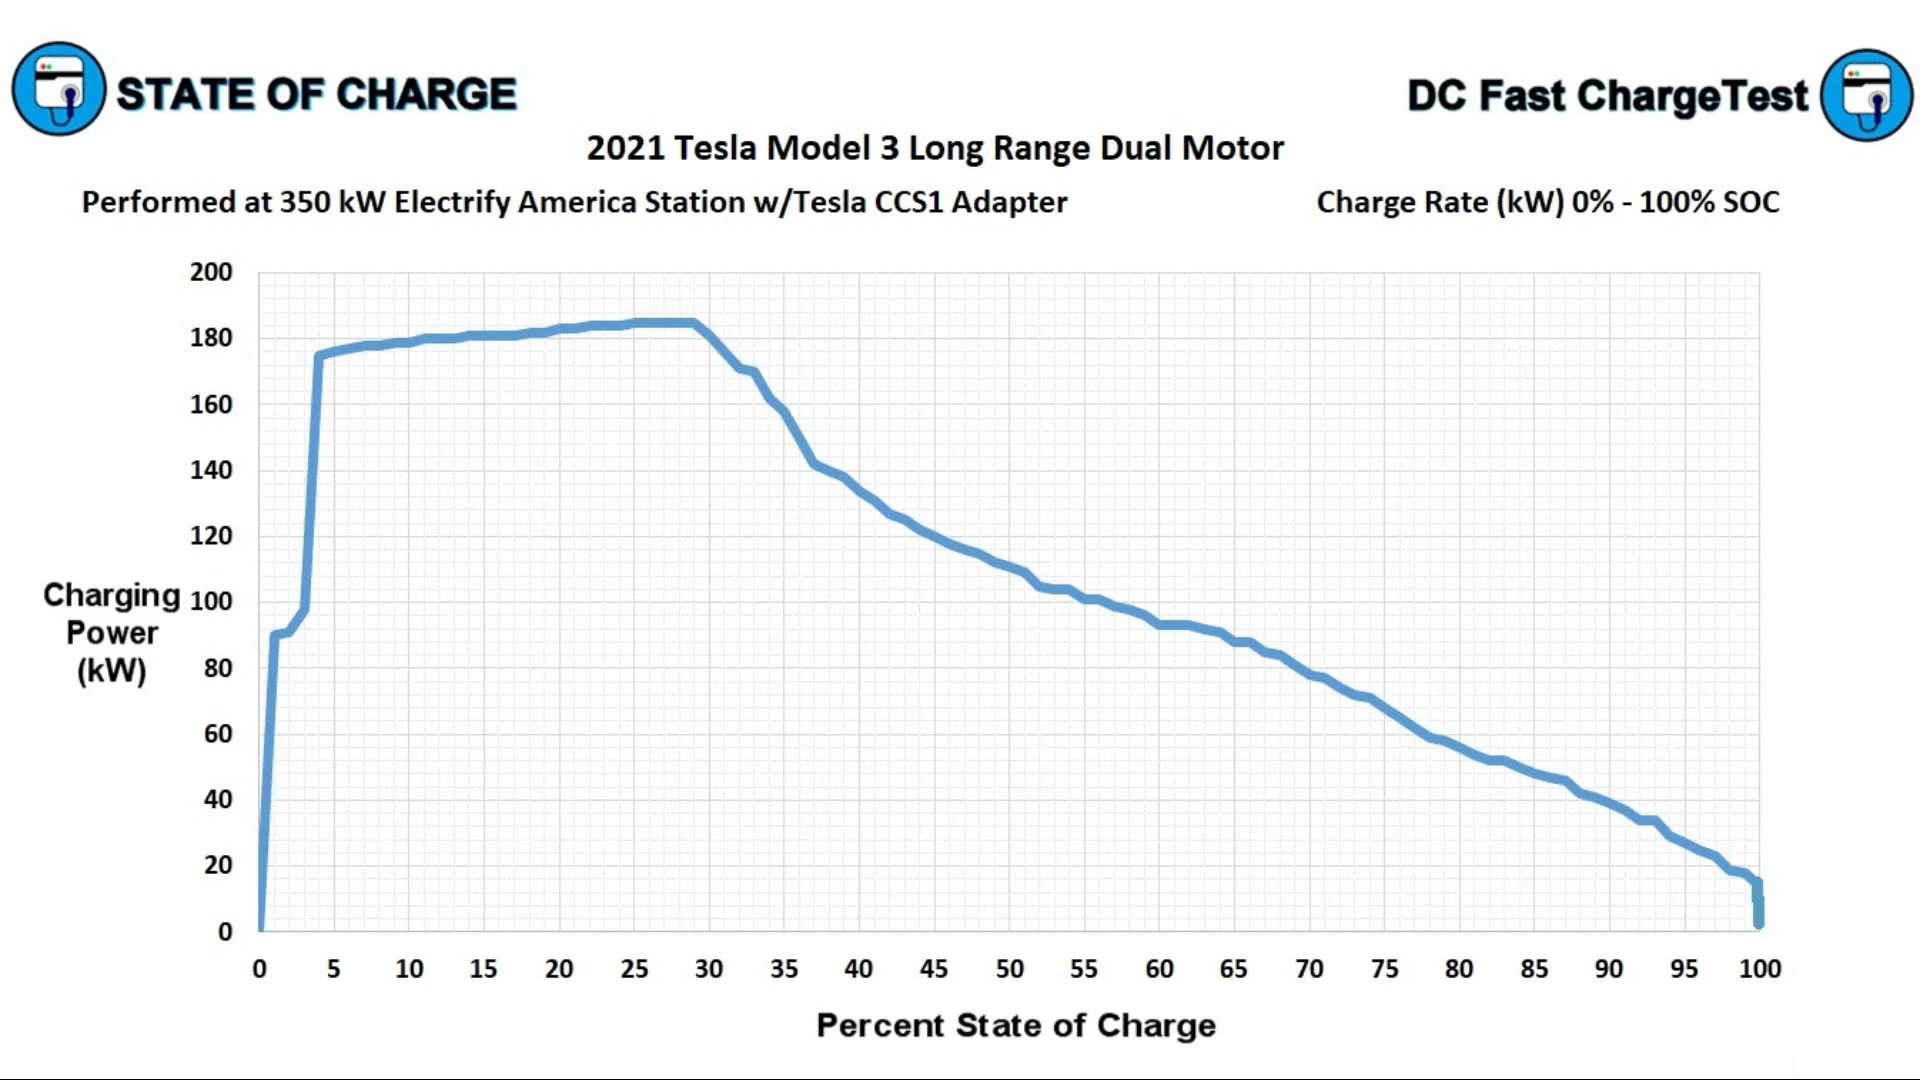 STATE OF CHARGE
DC Fast ChargeTest
2021 Tesla Model 3 Long Range Dual Motor
Performed at 350 kW Electrify America Station w/Tesla CCS1 Adapter
Charge Rate (kW) 0% - 100% SOC
200
180
160
140
120
100
80
60
40
20
0
Charging
Power
(kW)
0 5 10 15 20 25 30 35 40 45 50 55 60 65 70 75 80 85 90 95 100
Percent State of Charge